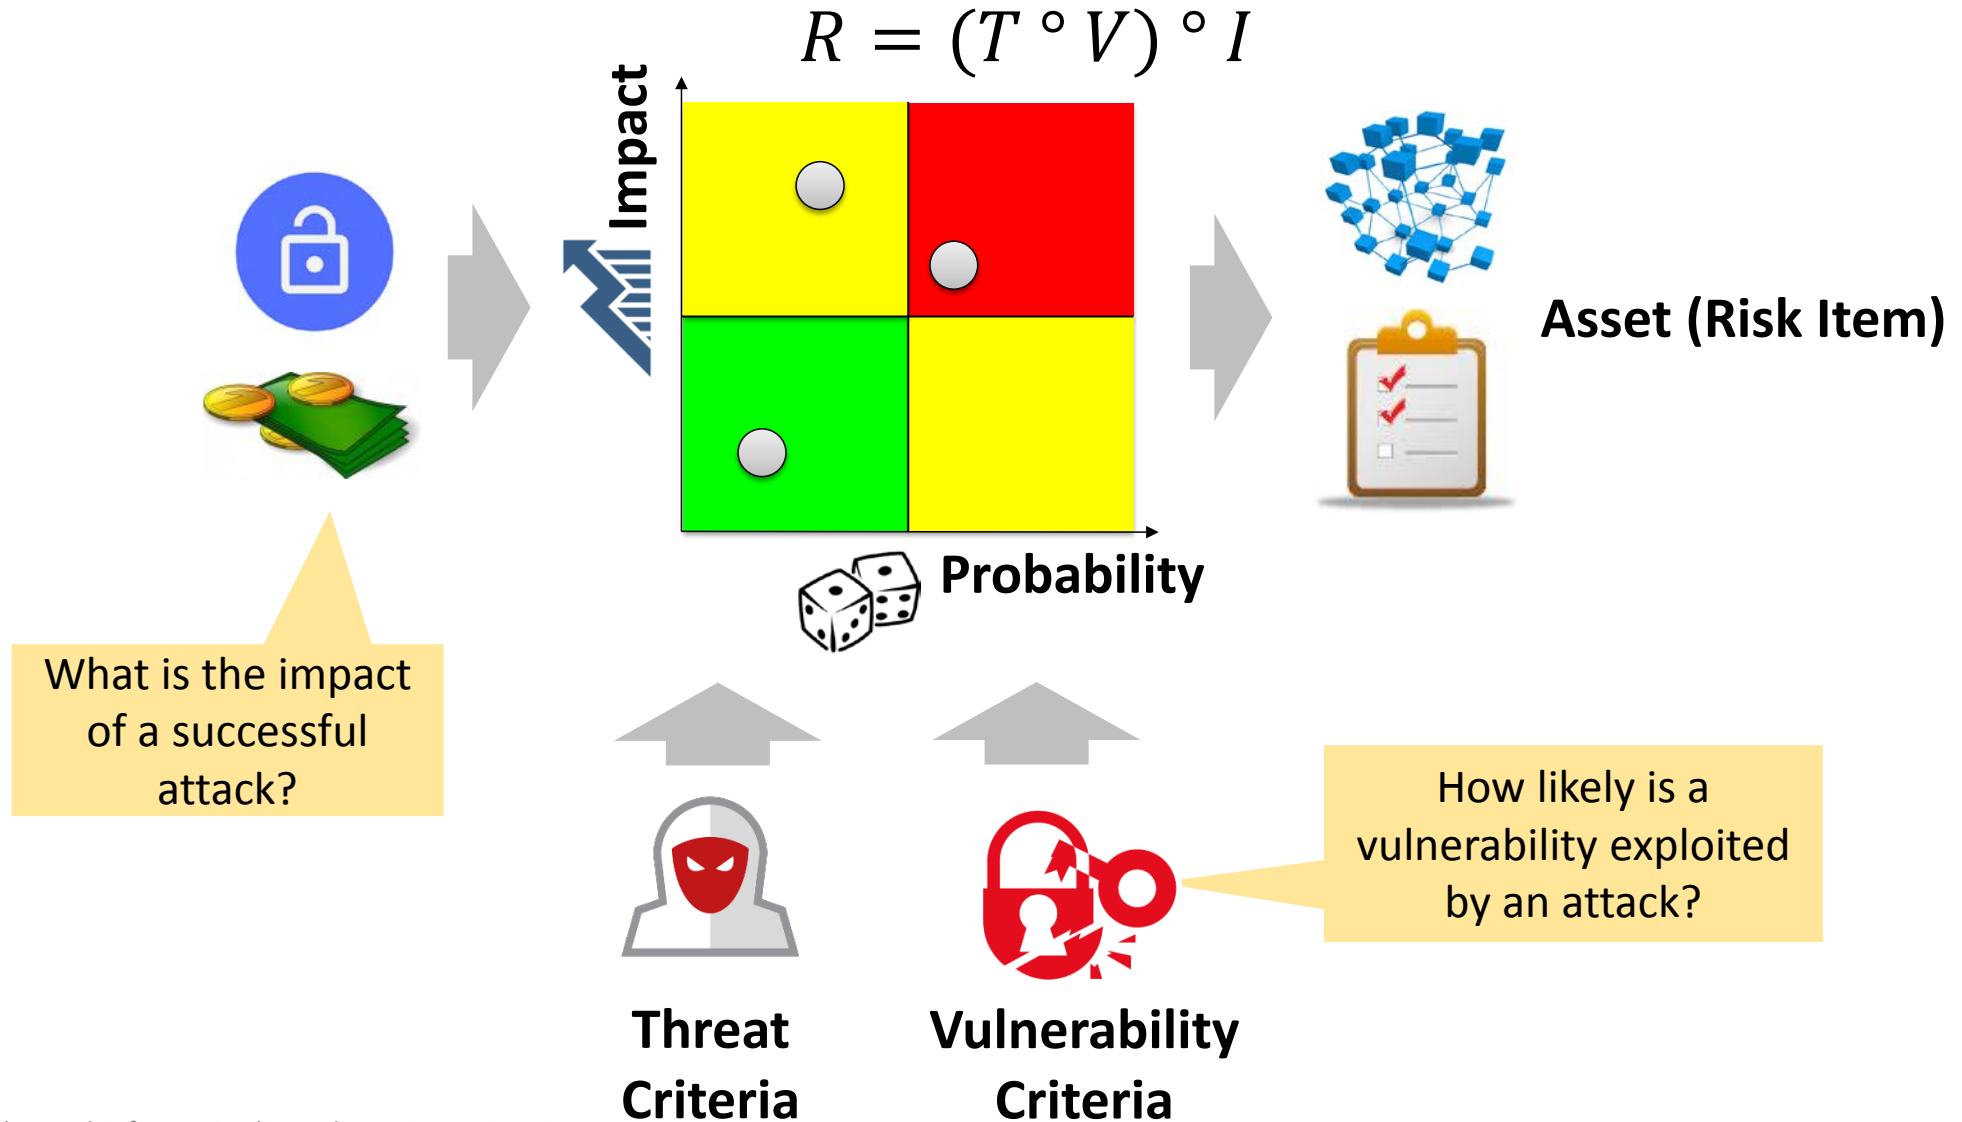 R = (T ° V) ° I
Impact
Asset (Risk Item)
Probability
What is the impact
of a successful
attack?
How likely is a
vulnerability exploited
by an attack?
Threat
Criteria
Vulnerability
Criteria